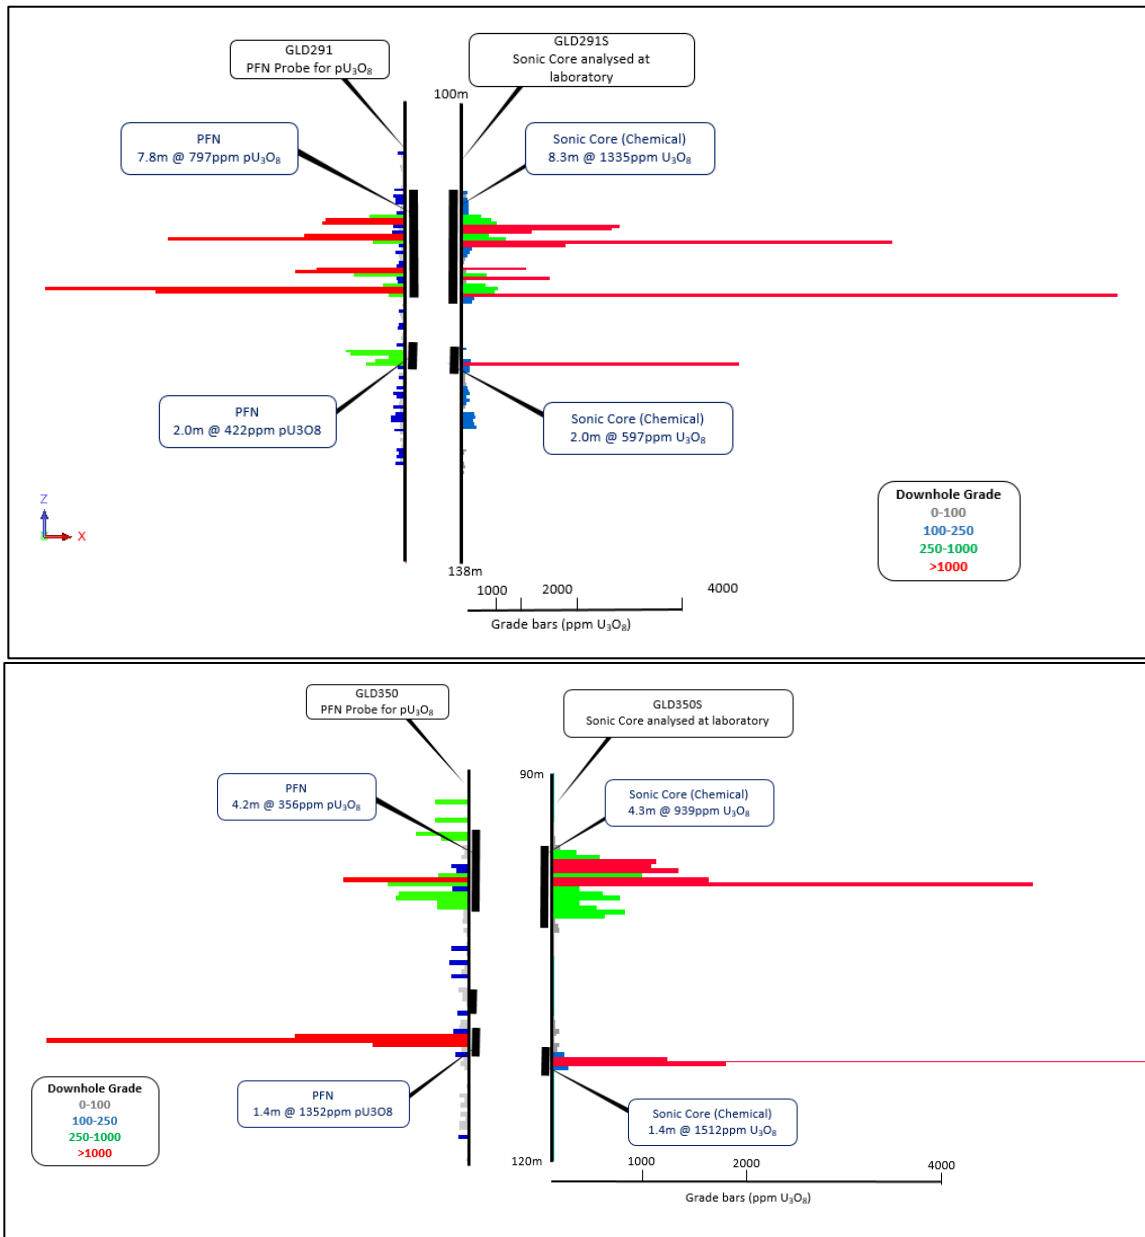 GLD291
PFN Probe for pU₃O₈
GLD291S
Sonic Core analysed at
laboratory
100m
PFN
7.8m @ 797ppm pU₃O₈
Sonic Core (Chemical)
8.3m @ 1335ppm U₃O₈
PFN
2.0m @ 422ppm pU3O8
Sonic Core (Chemical)
2.0m @ 597ppm U₃O₈
Z
X
138m
1000 2000 4000
Grade bars (ppm U₃O₈)
Downhole Grade
0-100
100-250
250-1000
>1000
GLD350
PFN Probe for pU₃O₈
GLD350S
Sonic Core analysed at laboratory
90m
PFN
4.2m @ 356ppm pU₃O₈
Sonic Core (Chemical)
4.3m @ 939ppm U₃O₈
Downhole Grade
0-100
100-250
250-1000
>1000
PFN
1.4m @ 1352ppm pU3O8
Sonic Core (Chemical)
1.4m @ 1512ppm U₃O₈
120m
1000 2000 4000
Grade bars (ppm U₃O₈)